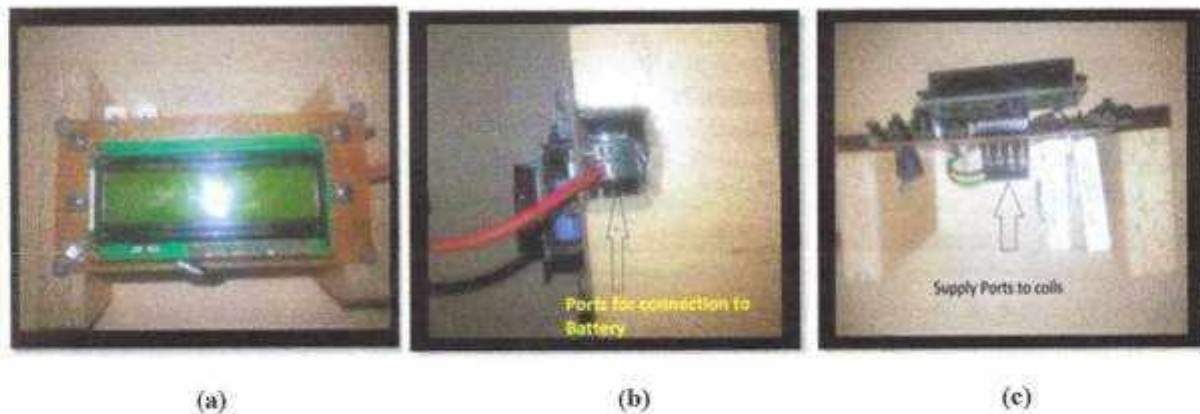 Ports for connection to
Battery
Supply Ports to coils
(a)
(b)
(c)